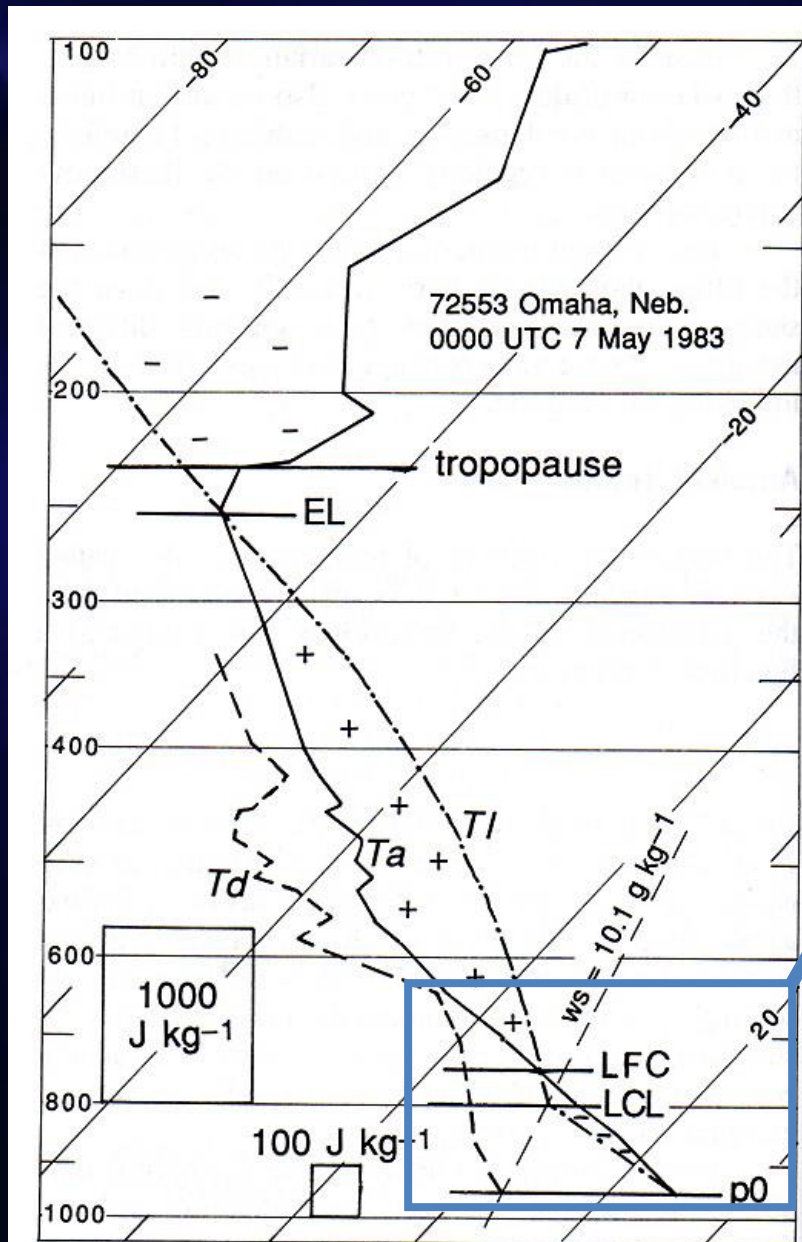 100
-80
-60
-40
72553 Omaha, Neb.
0000 UTC 7 May 1983
200
-20
tropopause
EL
300
400
Tl
Ta
Td
ws = 10.1 g kg⁻¹
600
1000
J kg⁻¹
20
LFC
800
LCL
100 J kg⁻¹
p0
1000